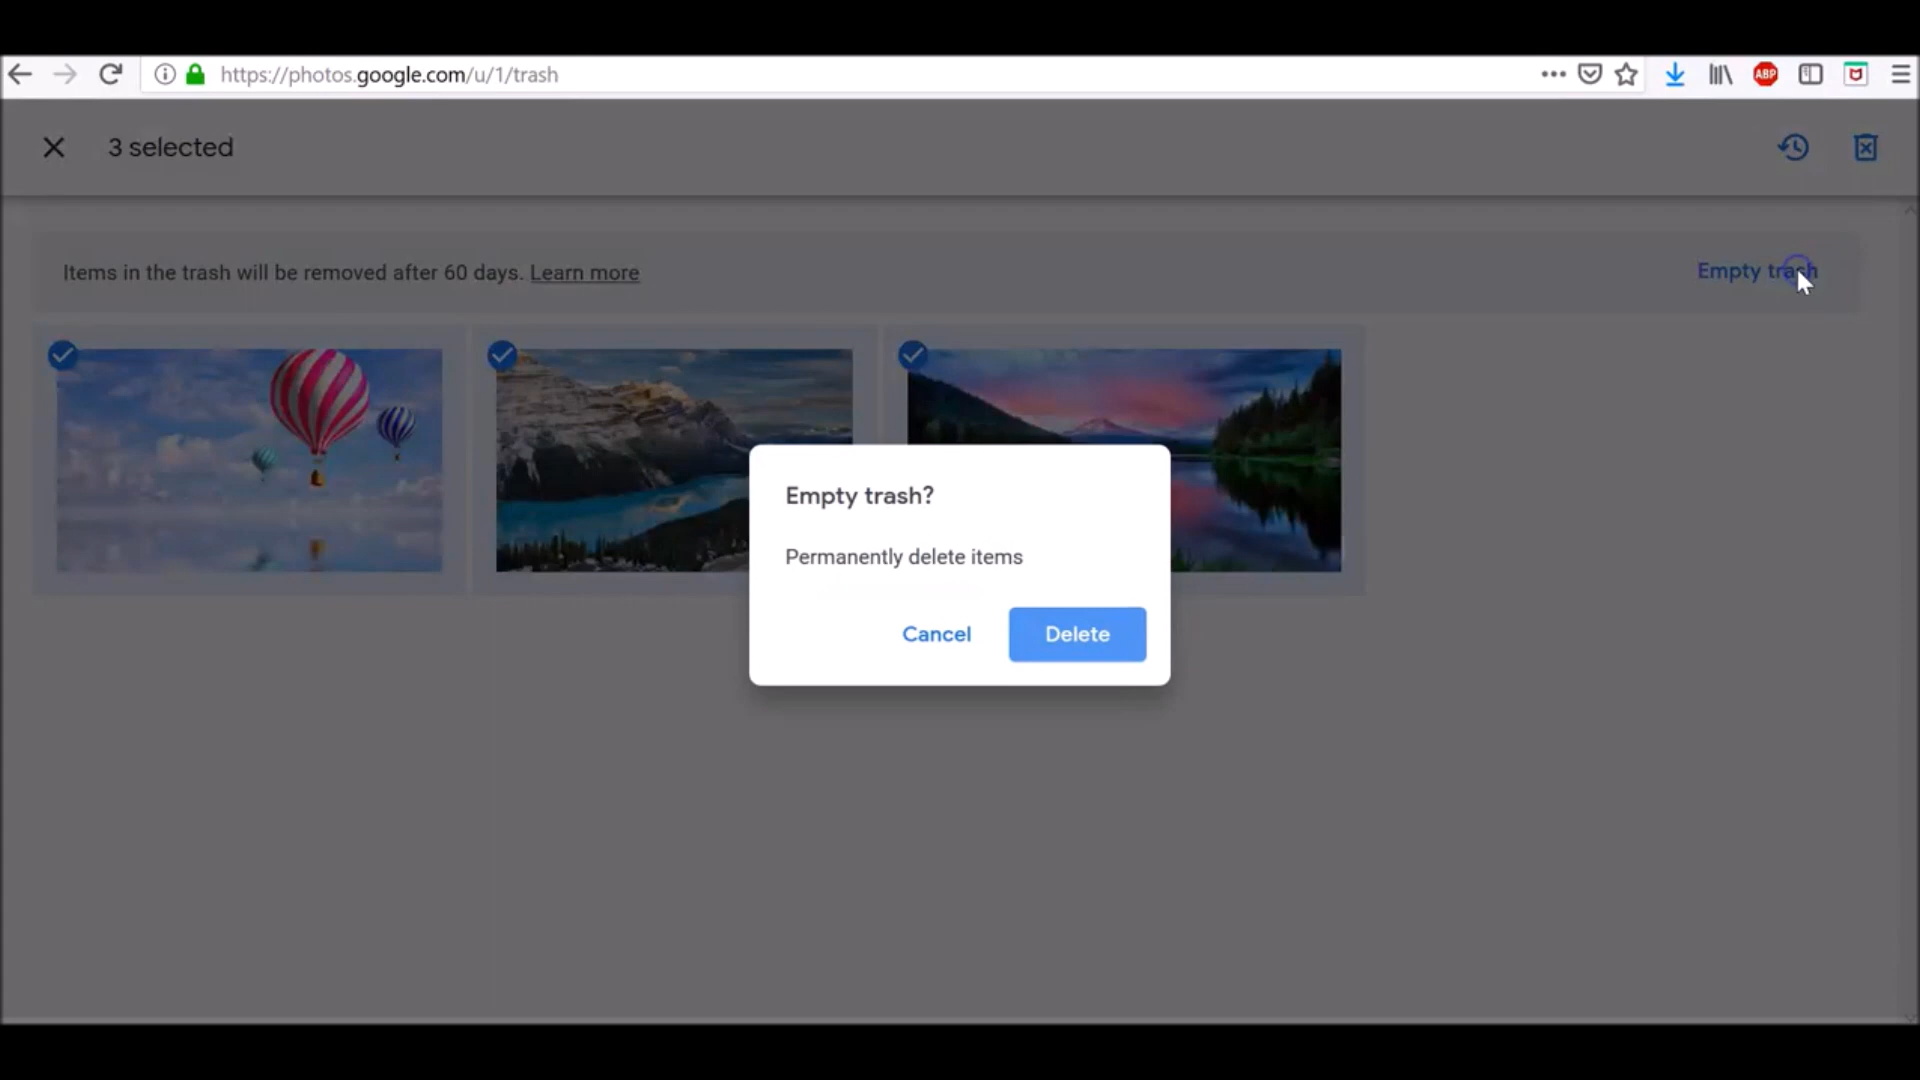 https://photos.google.com/u/1/trash
ABP
3 selected
Items in the trash will be removed after 60 days. Learn more
Empty trash
Empty trash?
Permanently delete items
Cancel
Delete